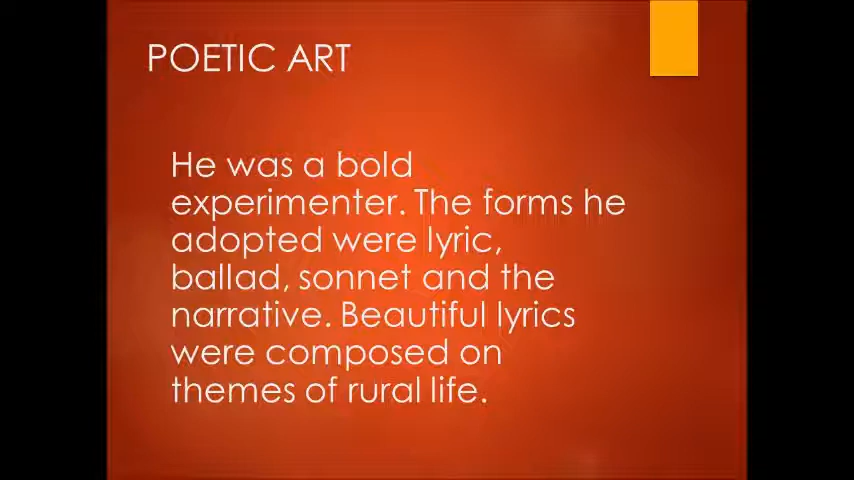 POETIC ART
He was a bold
experimenter. The forms he
adopted were lyric,
ballad, sonnet and the
narrative. Beautiful lyrics
were composed on
themes of rural life.